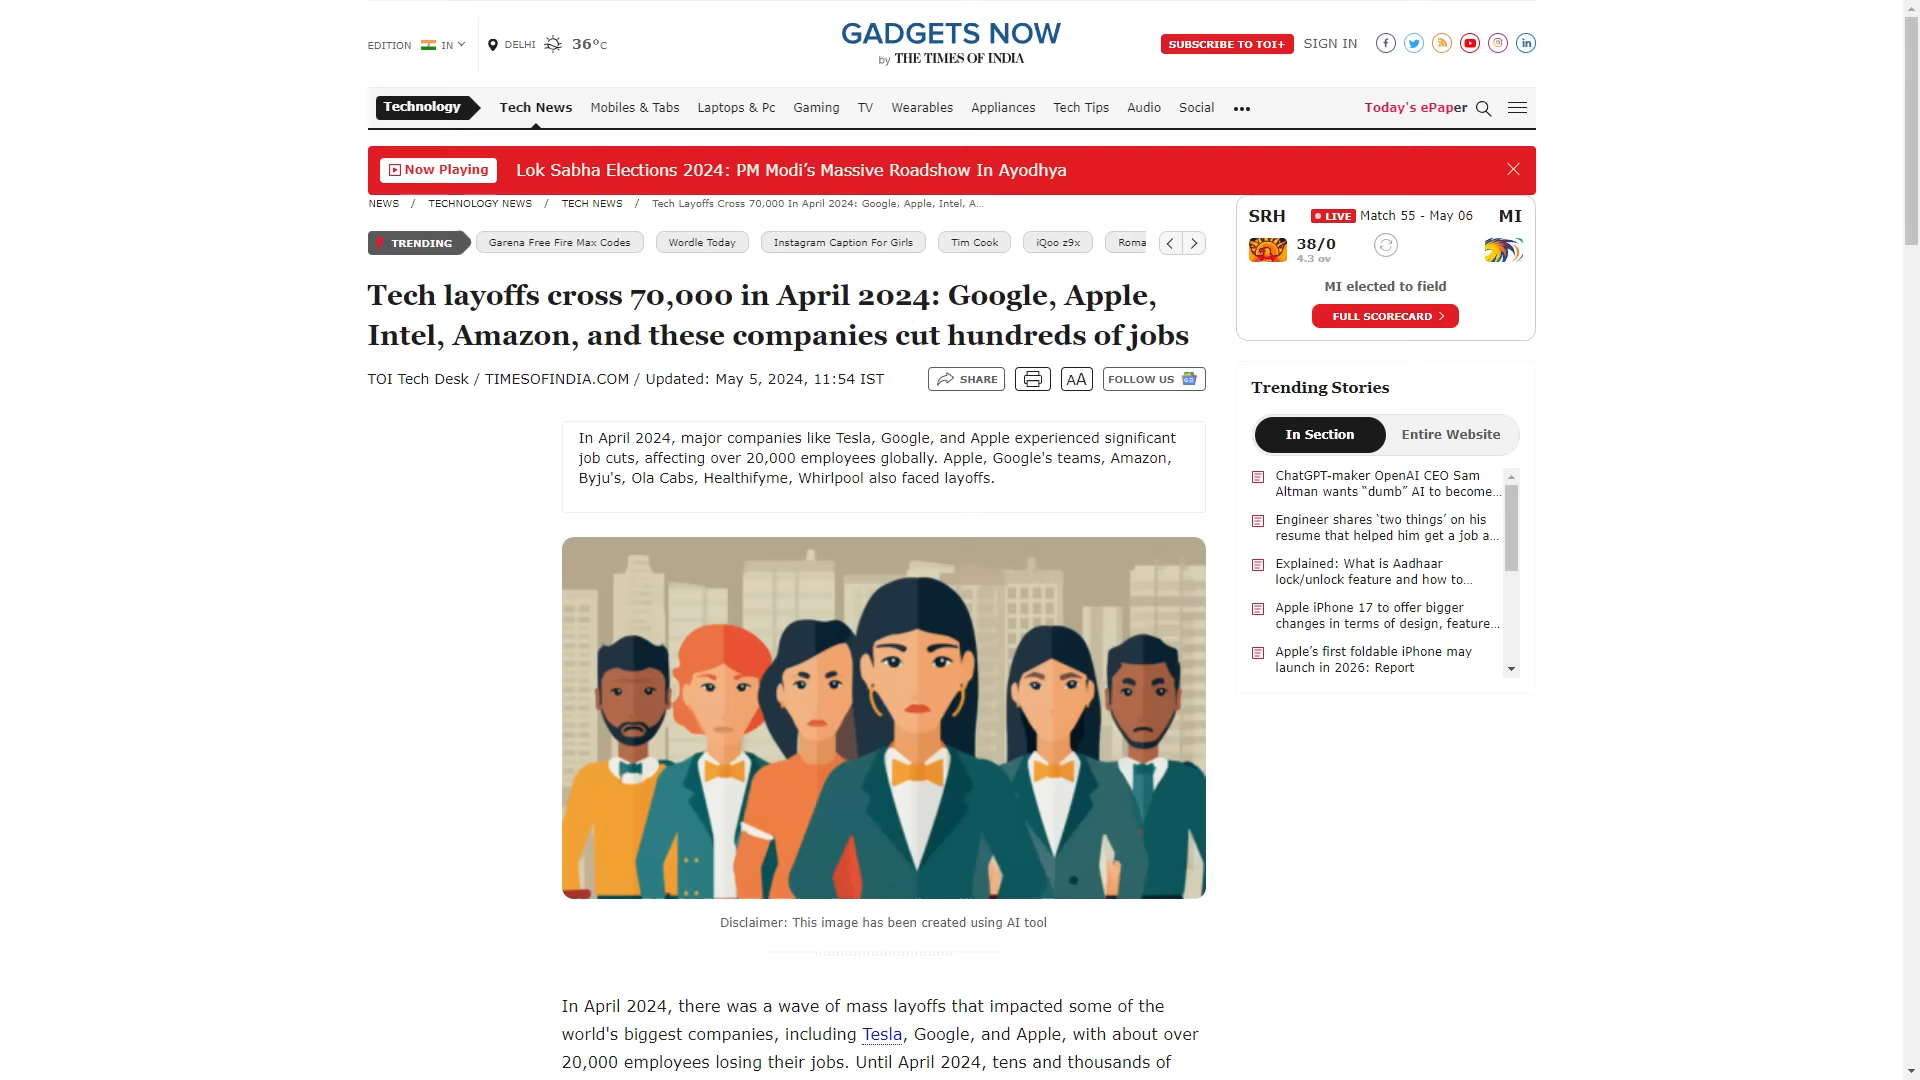 EDITION IN
DELHI 36°C
GADGETS NOW
by THE TIMES OF INDIA
SUBSCRIBE TO TOI+ SIGN IN
Technology Tech News Mobiles & Tabs Laptops & Pc Gaming TV Wearables Appliances Tech Tips Audio Social ••• Today's ePaper
Now Playing Lok Sabha Elections 2024: PM Modi’s Massive Roadshow In Ayodhya
NEWS / TECHNOLOGY NEWS / TECH NEWS / Tech Layoffs Cross 70,000 In April 2024: Google, Apple, Intel, A...
TRENDING Garena Free Fire Max Codes Wordle Today Instagram Caption For Girls Tim Cook iQoo z9x Roma
Tech layoffs cross 70,000 in April 2024: Google, Apple,
Intel, Amazon, and these companies cut hundreds of jobs
TOI Tech Desk / TIMESOFINDIA.COM / Updated: May 5, 2024, 11:54 IST
SHARE AA FOLLOW US
In April 2024, major companies like Tesla, Google, and Apple experienced significant
job cuts, affecting over 20,000 employees globally. Apple, Google's teams, Amazon,
Byju's, Ola Cabs, Healthifyme, Whirlpool also faced layoffs.
Disclaimer: This image has been created using AI tool
In April 2024, there was a wave of mass layoffs that impacted some of the
world's biggest companies, including Tesla, Google, and Apple, with about over
20,000 employees losing their jobs. Until April 2024, tens and thousands of
SRH LIVE Match 55 - May 06 MI
38/0
4.3 ov
MI elected to field
FULL SCORECARD
Trending Stories
In Section Entire Website
ChatGPT-maker OpenAI CEO Sam
Altman wants “dumb” AI to become...
Engineer shares ‘two things’ on his
resume that helped him get a job a...
Explained: What is Aadhaar
lock/unlock feature and how to...
Apple iPhone 17 to offer bigger
changes in terms of design, feature...
Apple’s first foldable iPhone may
launch in 2026: Report